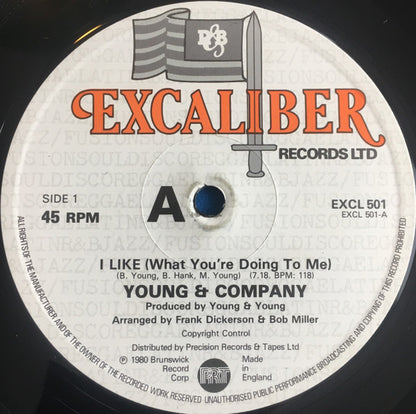 R&B
EXCALIBER
RECORDS LTD
SIDE 1
45 RPM
A
EXCL 501
EXCL 501-A
I LIKE (What You're Doing To Me)
(B. Young, B. Hank, M. Young) (7.18. BPM: 118)
YOUNG & COMPANY
Produced by Young & Young
Arranged by Frank Dickerson & Bob Miller
Copyright Control
Distributed by Precision Records & Tapes Ltd
℗ 1980 Brunswick
Record
Corp
PRT
Made in
England
ALL RIGHTS OF THE MANUFACTURER AND OF THE OWNER OF THE RECORDED WORK RESERVED UNAUTHORISED PUBLIC PERFORMANCE BROADCASTING AND COPYING OF THIS RECORD PROHIBITED